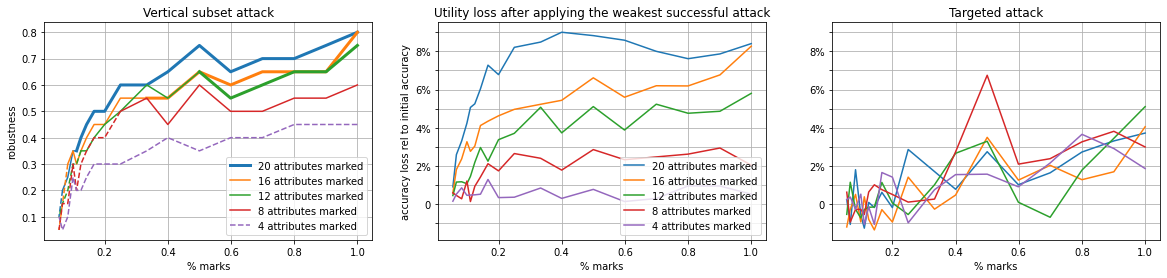 Vertical subset attack
robustness
0.8
0.7
0.6
0.5
0.4
0.3
0.2
0.1
0.2 0.4 0.6 0.8 1.0
% marks
20 attributes marked
16 attributes marked
12 attributes marked
8 attributes marked
4 attributes marked
Utility loss after applying the weakest successful attack
accuracy loss rel to initial accuracy
8%
6%
4%
2%
0
0.2 0.4 0.6 0.8 1.0
% marks
20 attributes marked
16 attributes marked
12 attributes marked
8 attributes marked
4 attributes marked
Targeted attack
8%
6%
4%
2%
0
0.2 0.4 0.6 0.8 1.0
% marks